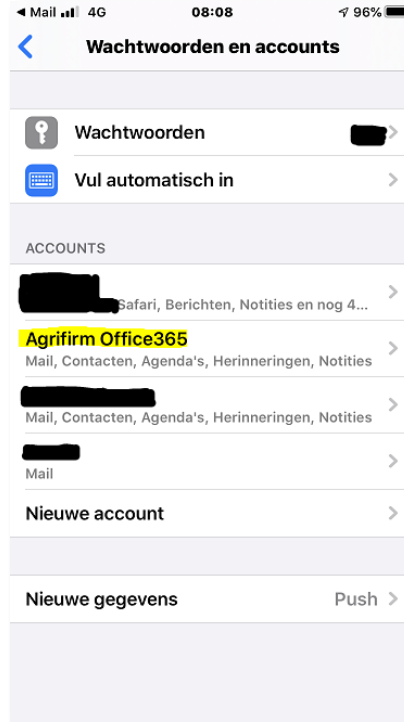 Mail 4G 08:08 96%
Wachtwoorden en accounts
Wachtwoorden
Vul automatisch in
ACCOUNTS
Safari, Berichten, Notities en nog 4...
Agrifirm Office365
Mail, Contacten, Agenda's, Herinneringen, Notities
Mail, Contacten, Agenda's, Herinneringen, Notities
Mail
Nieuwe account
Nieuwe gegevens Push